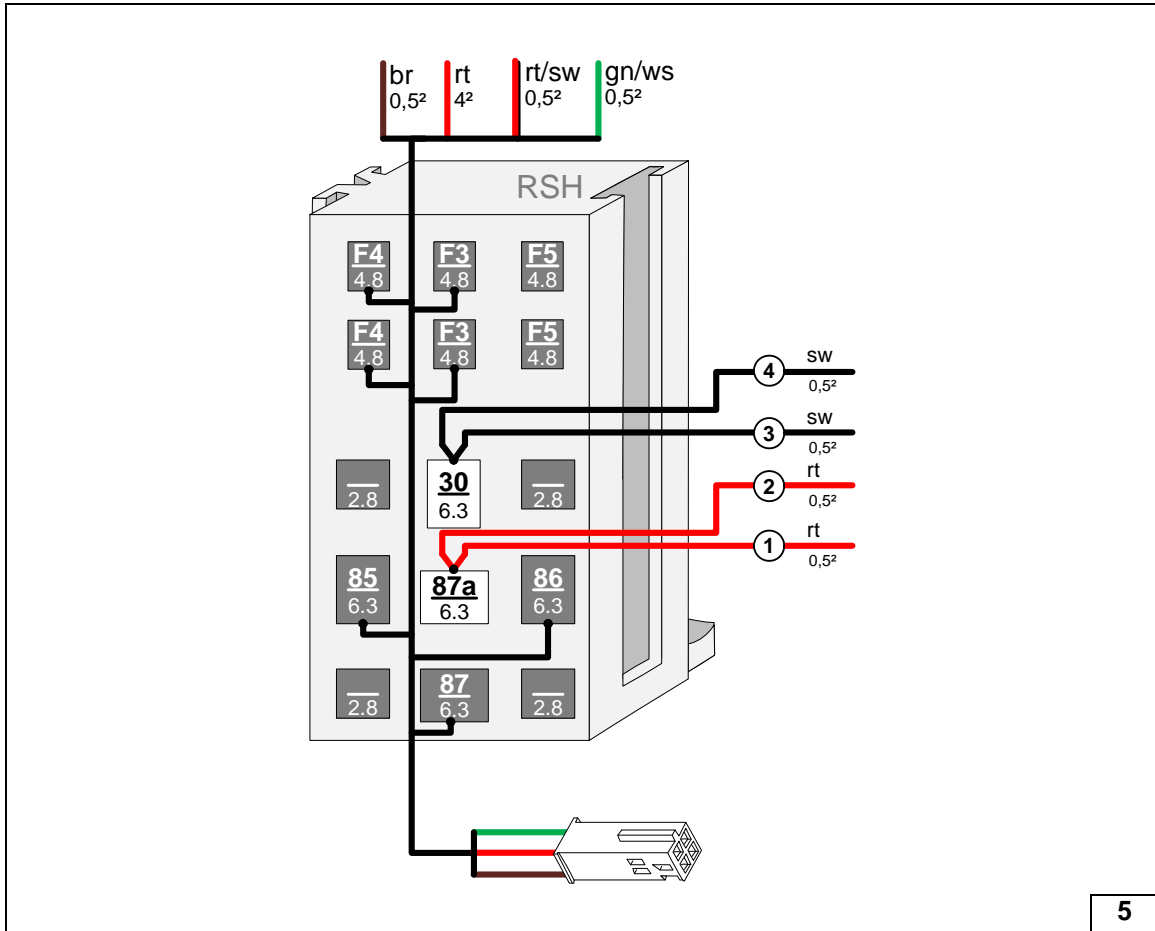 br rt rt/sw gn/ws
0,5² 4² 0,5² 0,5²
RSH
F4 F3 F5
4.8 4.8 4.8
F4 F3 F5
4.8 4.8 4.8
4 sw
0,5²
3 sw
0,5²
30
2.8 6.3 2.8
2 rt
0,5²
1 rt
0,5²
85 87a 86
6.3 6.3 6.3
87
2.8 6.3 2.8
5